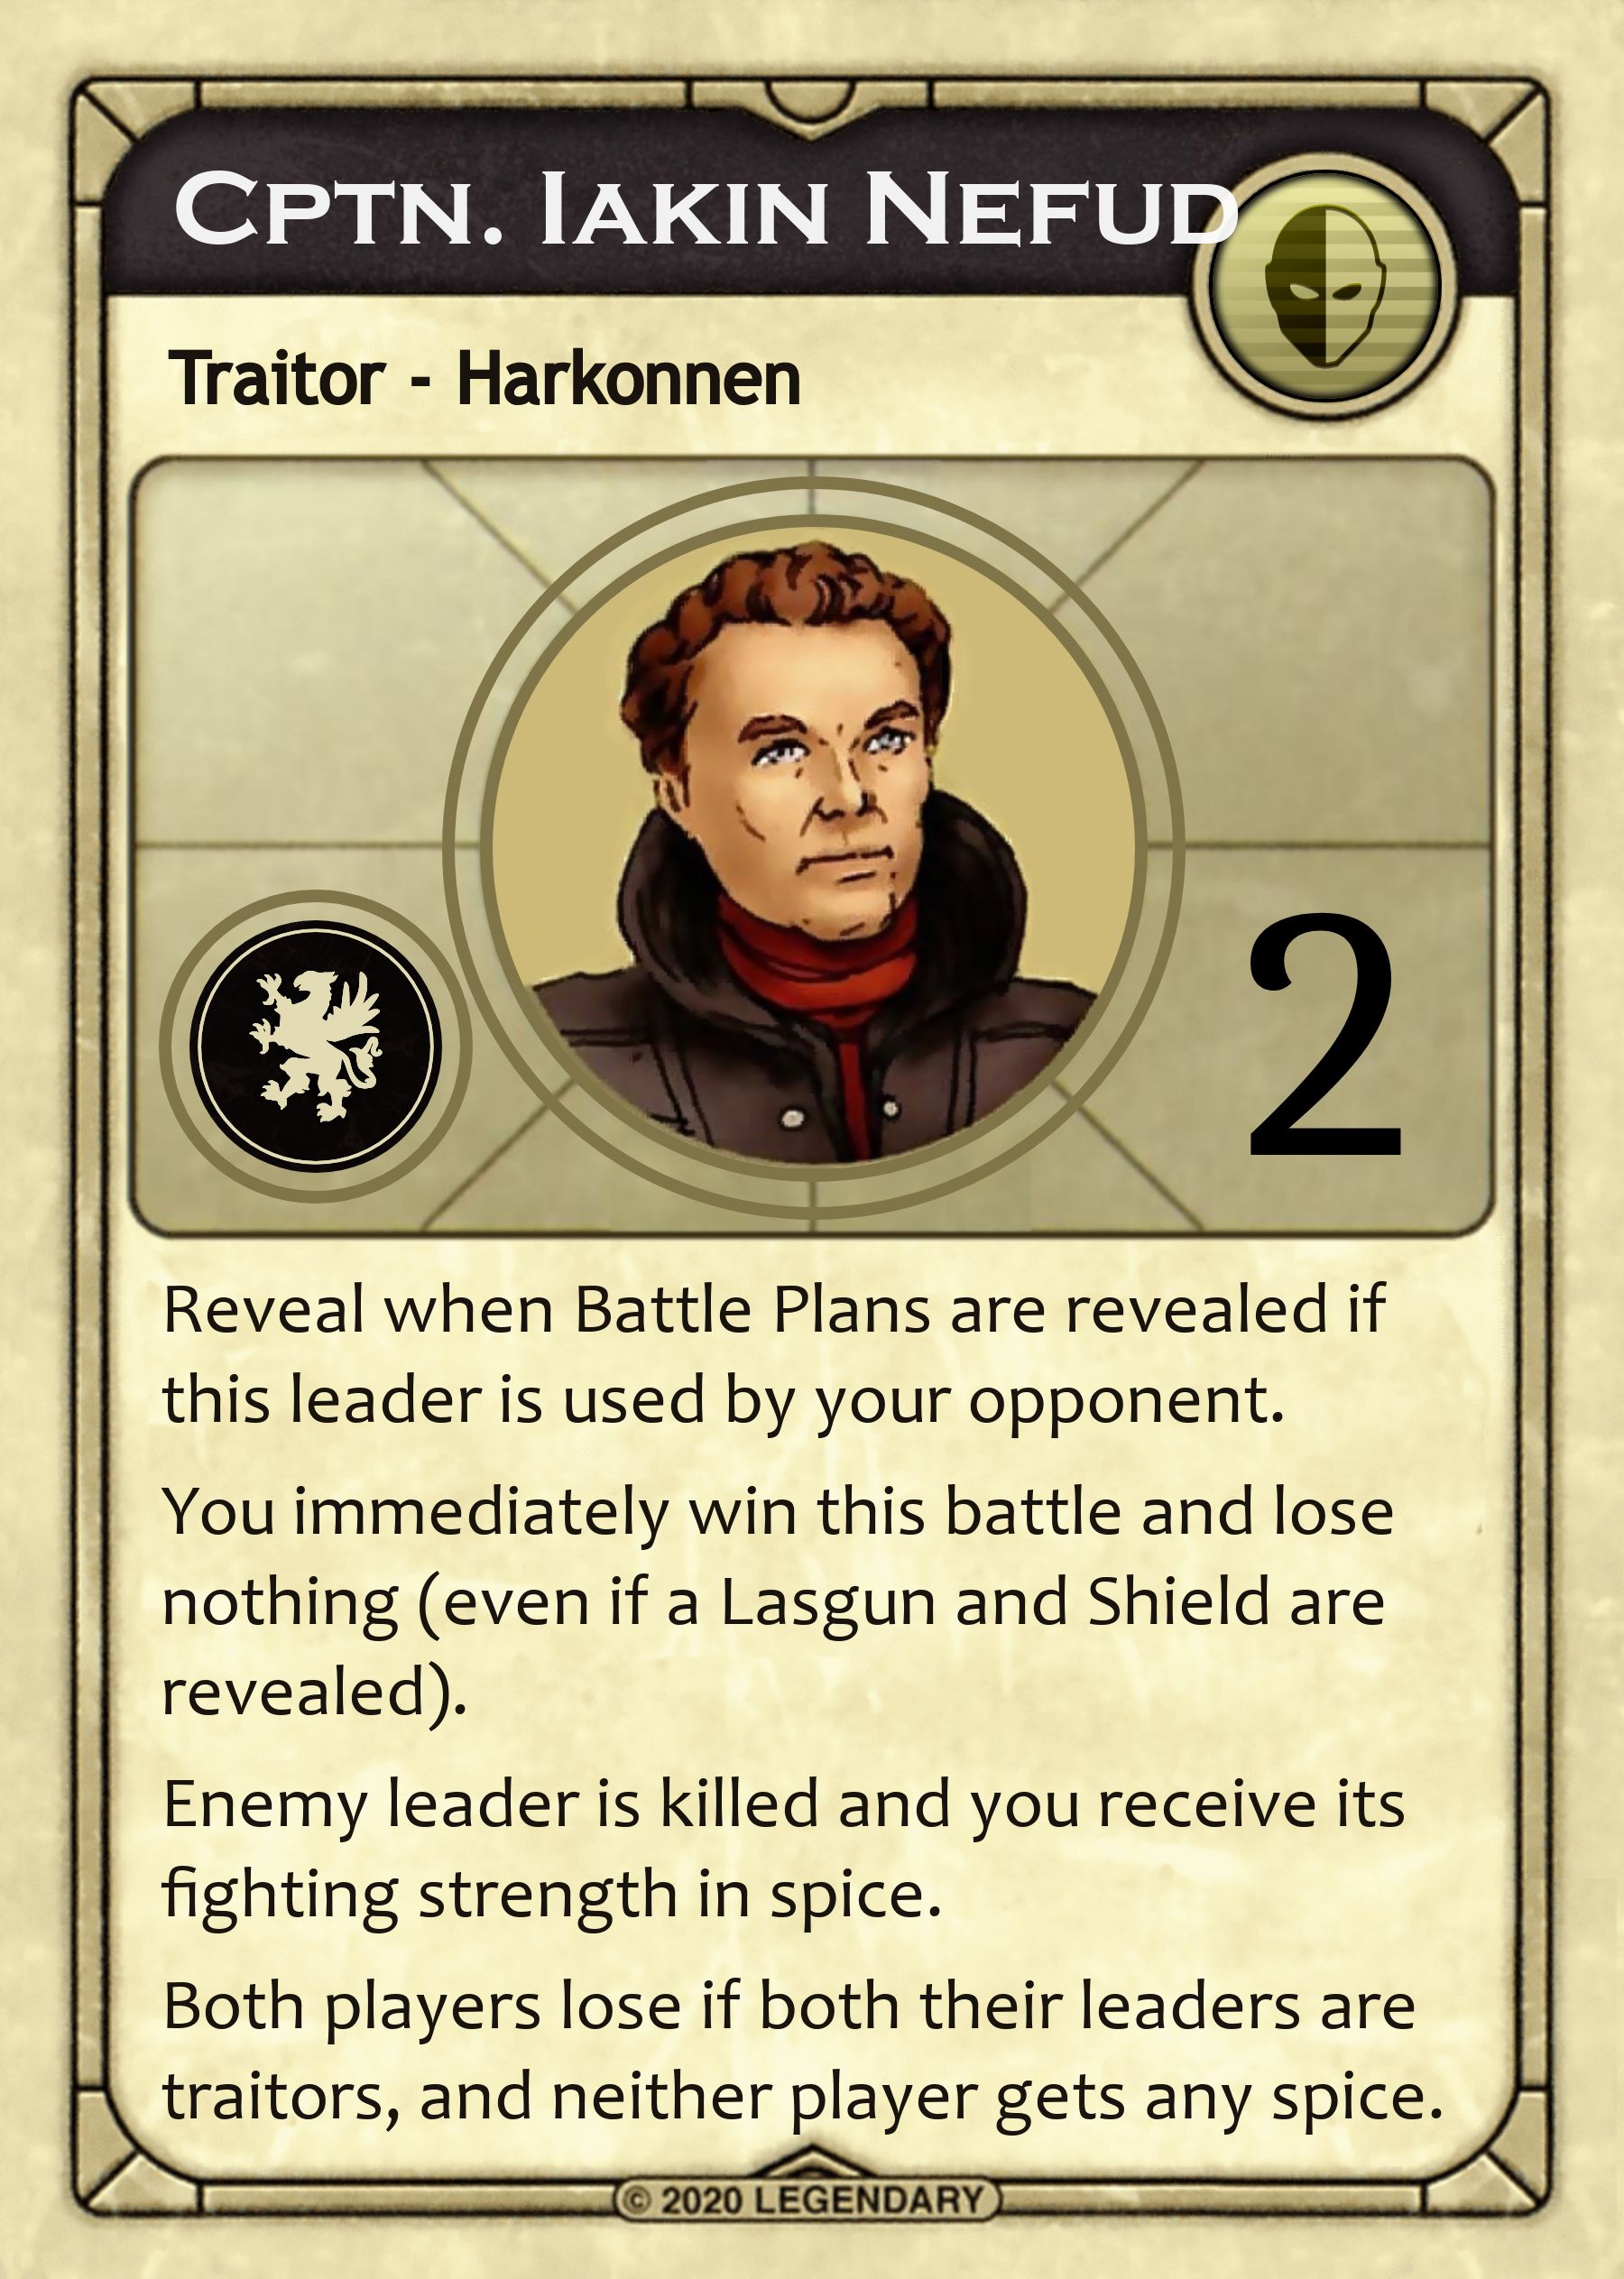 Cptn. Iakin Nefud
Traitor - Harkonnen
2
Reveal when Battle Plans are revealed if
this leader is used by your opponent.
You immediately win this battle and lose
nothing (even if a Lasgun and Shield are
revealed).
Enemy leader is killed and you receive its
fighting strength in spice.
Both players lose if both their leaders are
traitors, and neither player gets any spice.
© 2020 LEGENDARY